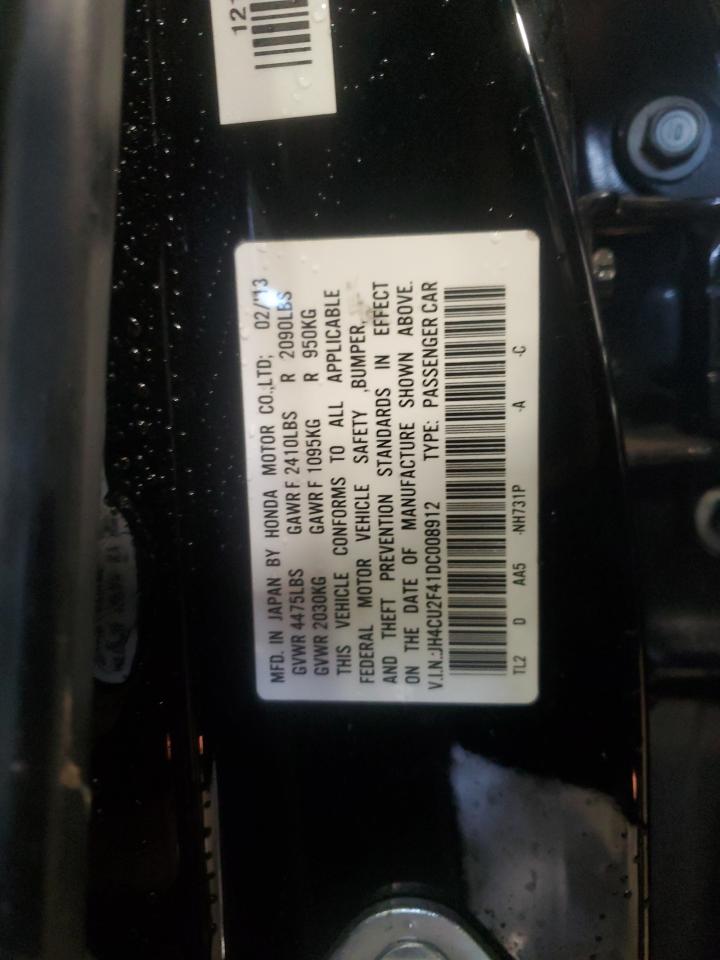 121
MFD. IN JAPAN BY HONDA MOTOR CO.,LTD; 02/'13
GVWR 4475LBS GAWR F 2410LBS R 2090LBS
GVWR 2030KG GAWR F 1095KG R 950KG
THIS VEHICLE CONFORMS TO ALL APPLICABLE
FEDERAL MOTOR VEHICLE SAFETY ,BUMPER,
AND THEFT PREVENTION STANDARDS IN EFFECT
ON THE DATE OF MANUFACTURE SHOWN ABOVE.
V.I.N.:JH4CU2F41DC008912 TYPE: PASSENGER CAR
TL2 D AA5 -NH731P -A -C